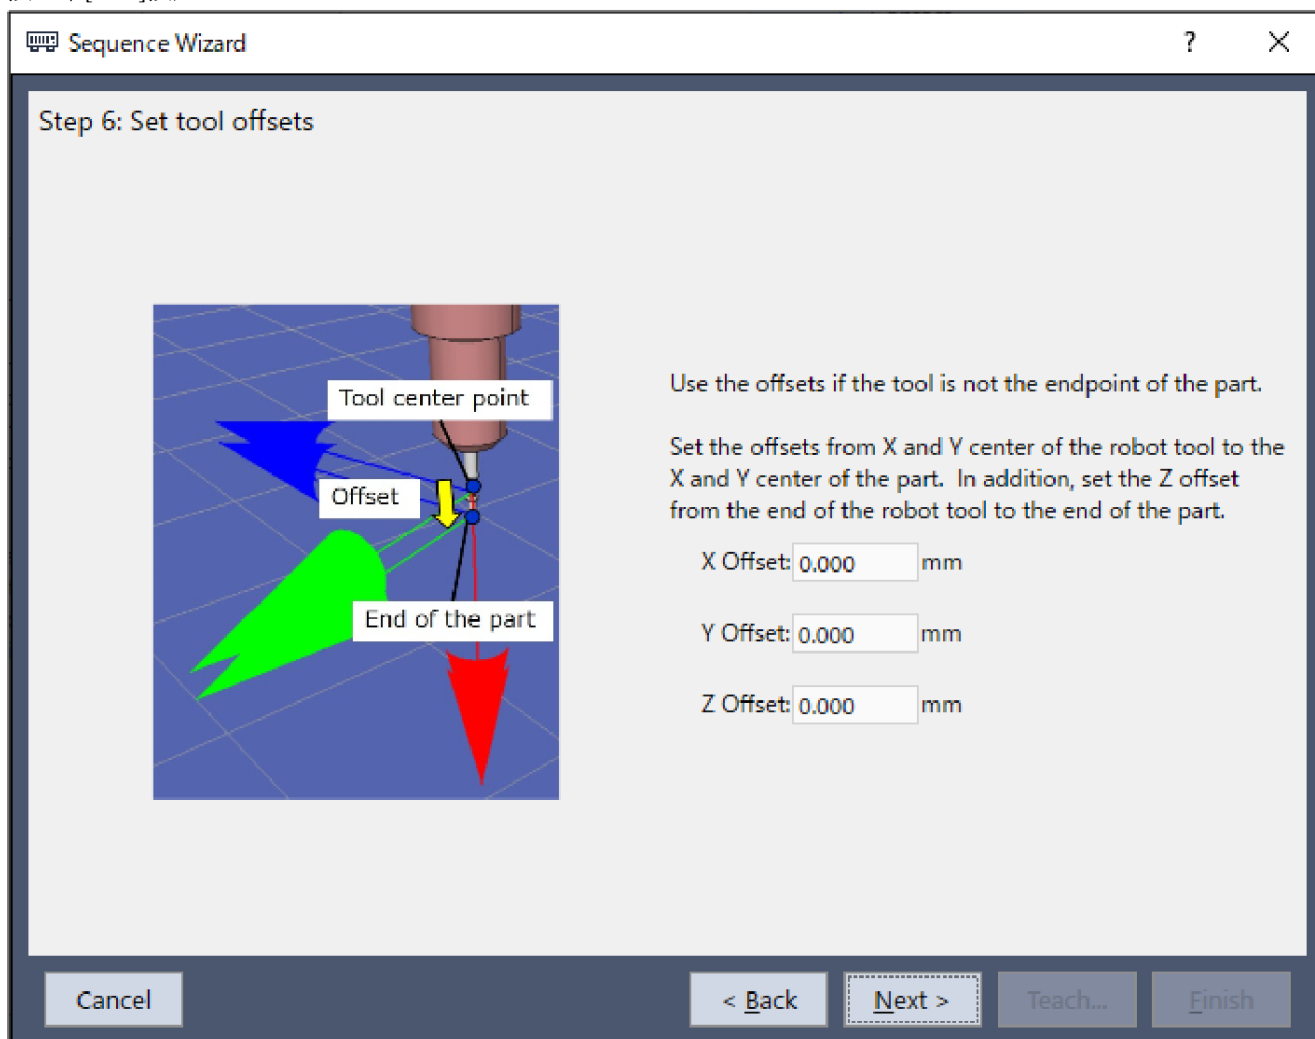 Sequence Wizard
?
Step 6: Set tool offsets
Tool center point
Offset
End of the part
Use the offsets if the tool is not the endpoint of the part.
Set the offsets from X and Y center of the robot tool to the
X and Y center of the part.  In addition, set the Z offset
from the end of the robot tool to the end of the part.
X Offset: 0.000 mm
Y Offset: 0.000 mm
Z Offset: 0.000 mm
Cancel
< Back
Next >
Teach...
Finish